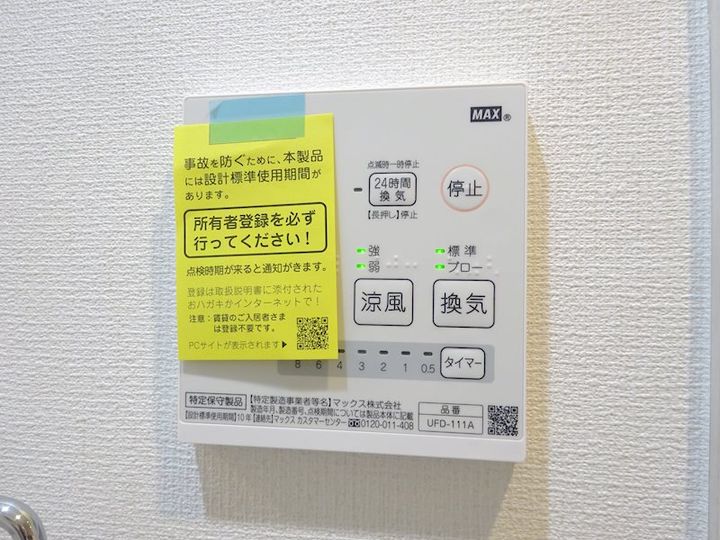 MAX®
事故を防ぐために、本製品
には設計標準使用期間が
あります。
所有者登録を必ず
行ってください！
点検時期が来ると通知がきます。
登録は取扱説明書に添付された
おハガキかインターネットで！
注意：賃貸のご入居者さま
は登録不要です。
PCサイトが表示されます▶
点滅時一時停止
24時間
換気
【長押し】停止
停止
強
弱
標準
ブロー
涼風
換気
8 6 4 3 2 1 0.5
タイマー
特定保守製品
【特定製造事業者等名】マックス株式会社
製造年月、製造番号、点検期間については製品本体に記載
【設計標準使用期間】10年【連絡先】マックス カスタマーセンター 0120-011-408
品番
UFD-111A